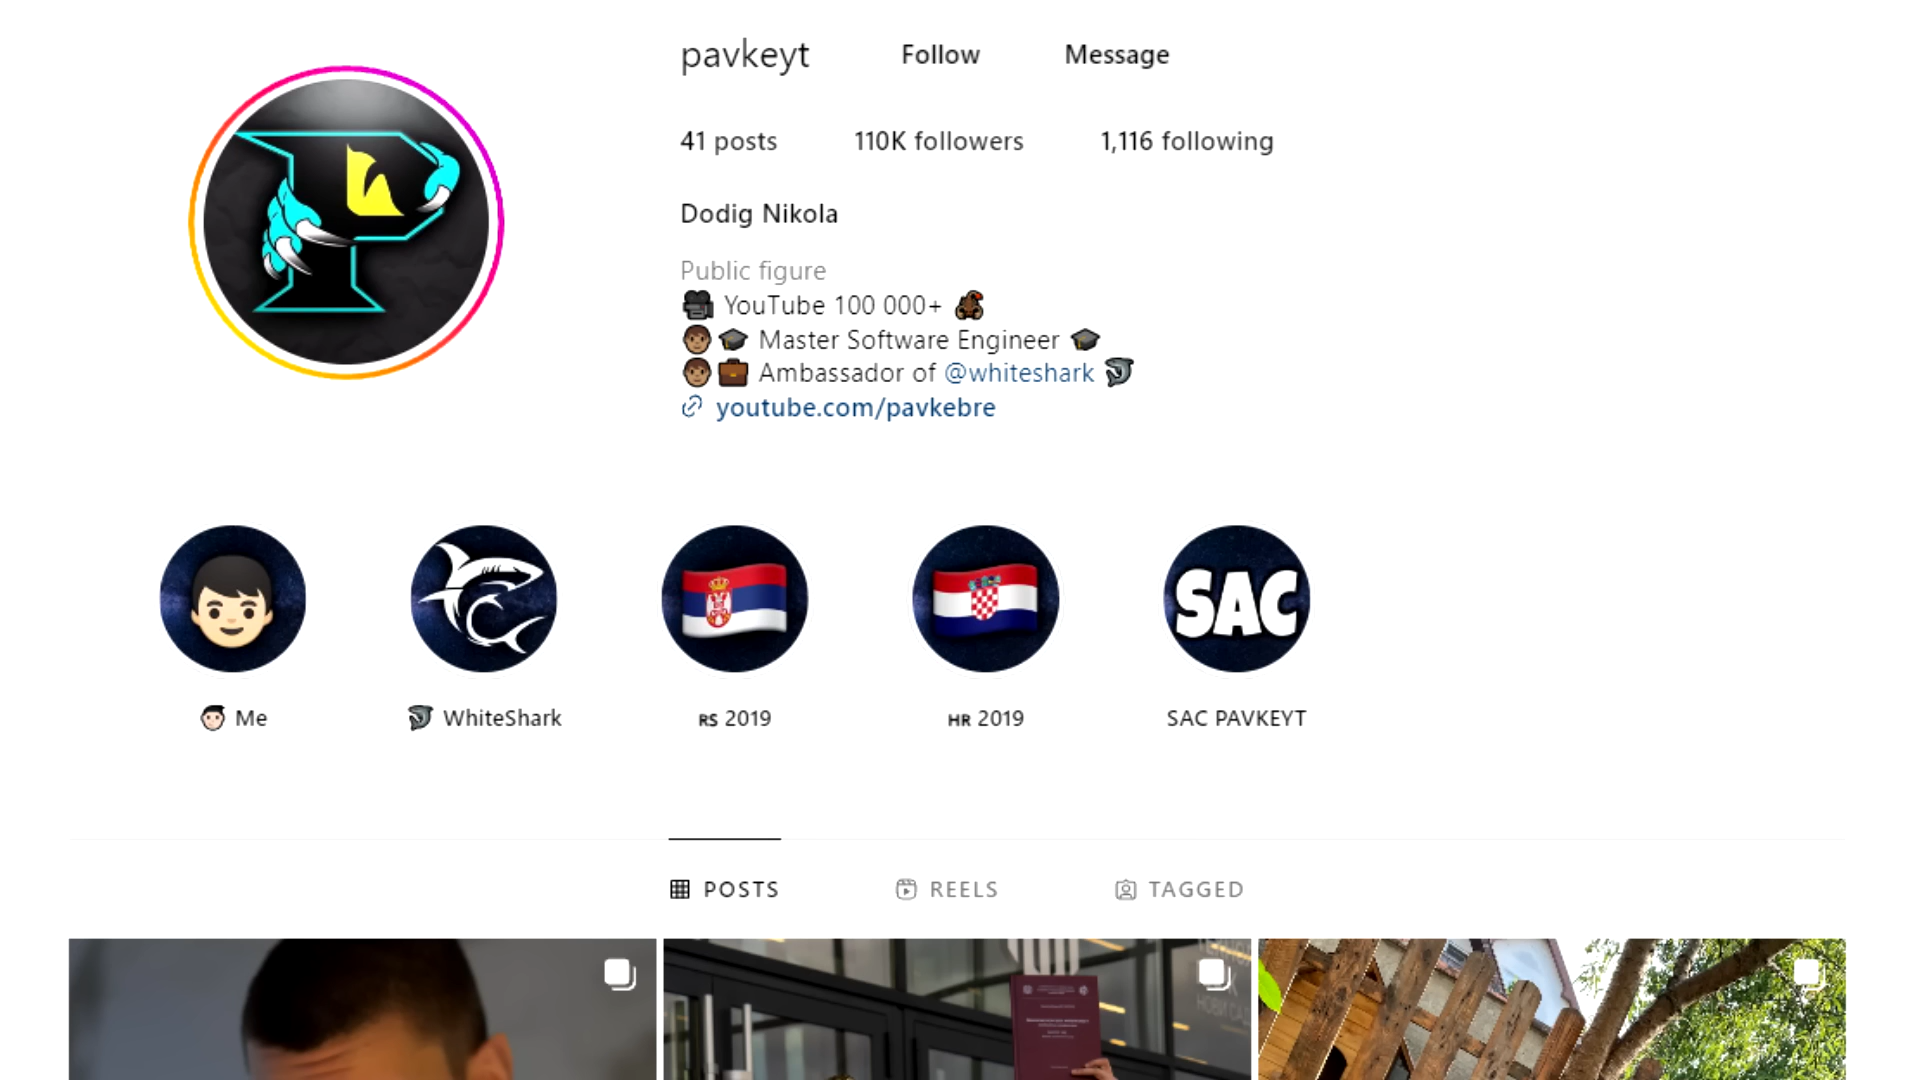 pavkeyt Follow Message
41 posts 110K followers 1,116 following
Dodig Nikola
Public figure
🎥 YouTube 100 000+
👨🏽🎓 Master Software Engineer 🎓
👨🏽💼 Ambassador of @whiteshark 🦈
youtube.com/pavkebre
SAC
👦🏻 Me
🦈 WhiteShark
RS 2019
HR 2019
SAC PAVKEYT
POSTS REELS TAGGED